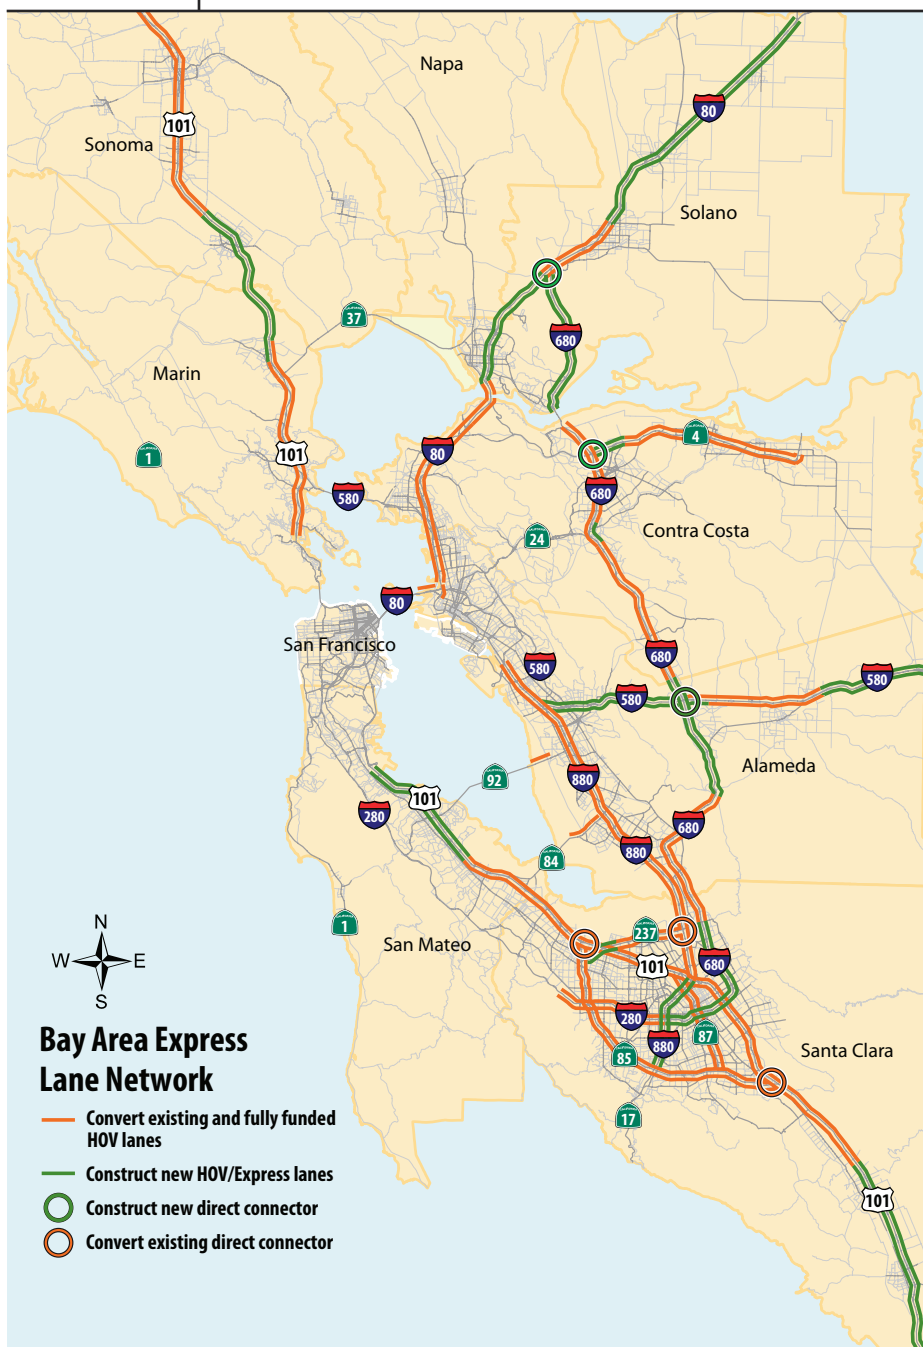 Napa
80
101
Sonoma
Solano
37
680
Marin
4
101
80
1
580
680
24
Contra Costa
80
San Francisco
680
580
580
580
Alameda
880
92
101
280
680
880
84
1
237
San Mateo
101
680
N
W
E
S
280
87
880
85
Santa Clara
17
101
Bay Area Express
Lane Network
Convert existing and fully funded
HOV lanes
Construct new HOV/Express lanes
Construct new direct connector
Convert existing direct connector